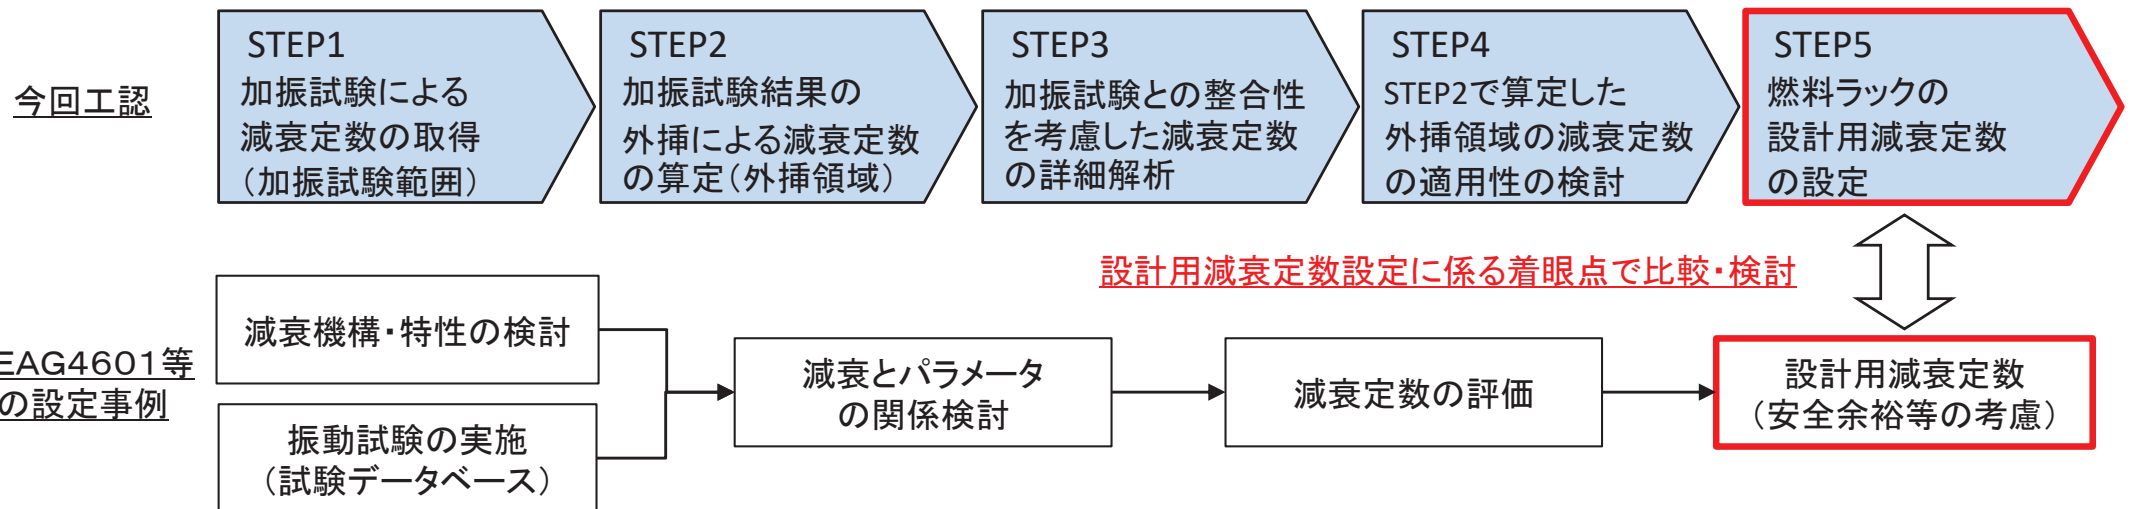 今回工認
STEP1
加振試験による
減衰定数の取得
（加振試験範囲）
STEP2
加振試験結果の
外挿による減衰定数
の算定（外挿領域）
STEP3
加振試験との整合性
を考慮した減衰定数
の詳細解析
STEP4
STEP2で算定した
外挿領域の減衰定数
の適用性の検討
STEP5
燃料ラックの
設計用減衰定数
の設定
設計用減衰定数設定に係る着眼点で比較・検討
EAG4601等
の設定事例
減衰機構・特性の検討
振動試験の実施
（試験データベース）
減衰とパラメータ
の関係検討
減衰定数の評価
設計用減衰定数
（安全余裕等の考慮）